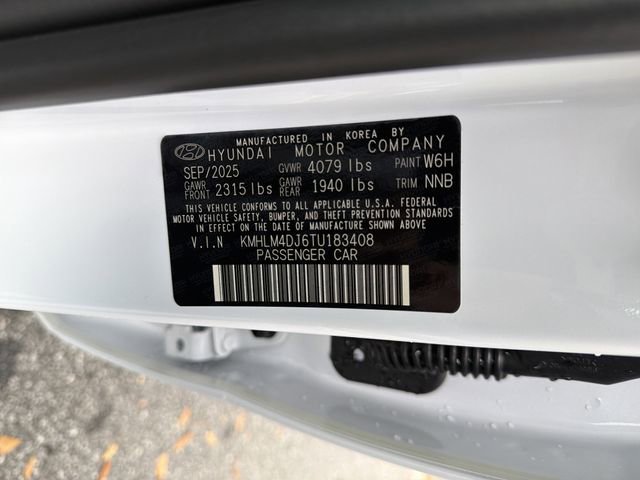 MANUFACTURED IN KOREA BY
HYUNDAI MOTOR COMPANY
SEP/2025 GVWR 4079 lbs PAINT W6H
GAWR FRONT 2315 lbs GAWR REAR 1940 lbs TRIM NNB
THIS VEHICLE CONFORMS TO ALL APPLICABLE U.S.A. FEDERAL
MOTOR VEHICLE SAFETY, BUMPER, AND THEFT PREVENTION STANDARDS
IN EFFECT ON THE DATE OF MANUFACTURE SHOWN ABOVE
V.I.N KMHLM4DJ6TU183408
PASSENGER CAR